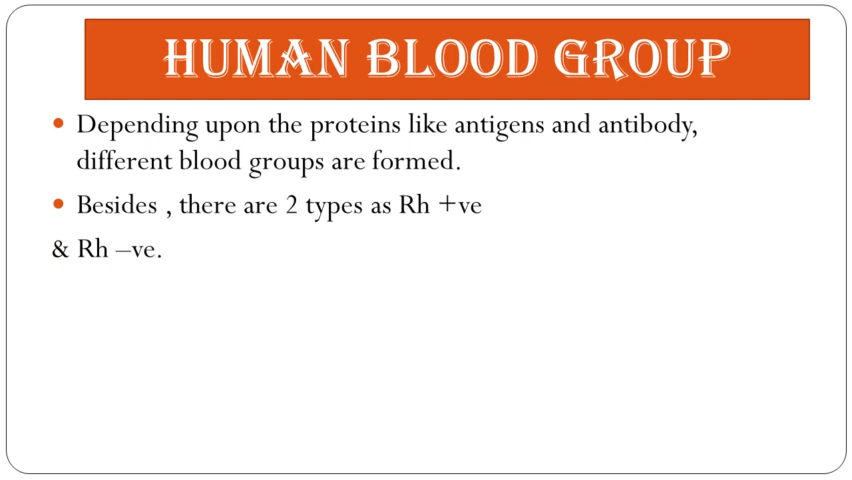 HUMAN BLOOD GROUP
• Depending upon the proteins like antigens and antibody,
different blood groups are formed.
• Besides , there are 2 types as Rh +ve
& Rh –ve.